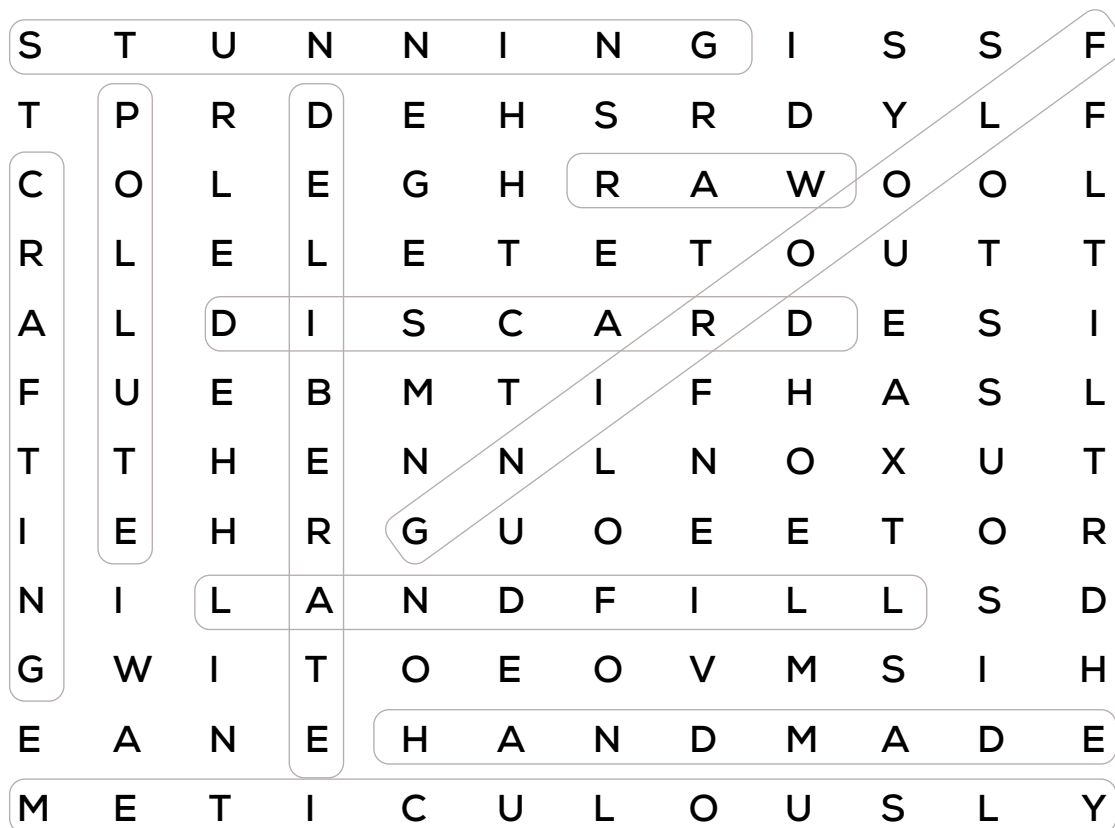 S T U N N I N G I S S F
T P R D E H S R D Y L F
C O L E G H R A W O O L
R L E L E T E T O U T T
A L D I S C A R D E S I
F U E B M T I F H A S L
T T H E N N L N O X U T
I E H R G U O E E T O R
N I L A N D F I L L S D
G W I T O E O V M S I H
E A N E H A N D M A D E
M E T I C U L O U S L Y